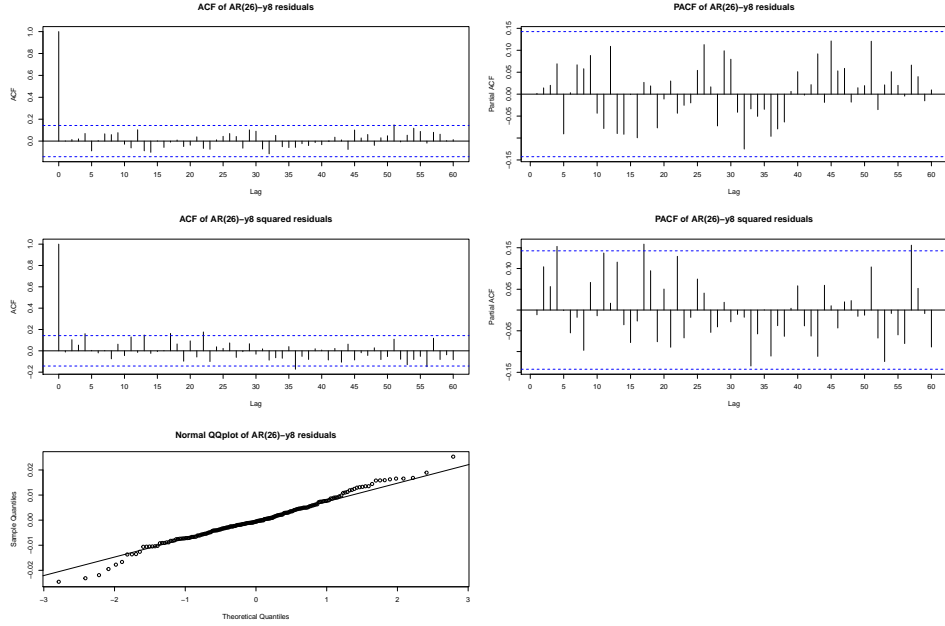 ACF of AR(26)−y8 residuals
ACF
0.0 0.2 0.4 0.6 0.8 1.0
0 5 10 15 20 25 30 35 40 45 50 55 60
Lag
PACF of AR(26)−y8 residuals
Partial ACF
−0.15 −0.05 0.00 0.05 0.10 0.15
0 5 10 15 20 25 30 35 40 45 50 55 60
Lag
ACF of AR(26)−y8 squared residuals
ACF
−0.2 0.0 0.2 0.4 0.6 0.8 1.0
0 5 10 15 20 25 30 35 40 45 50 55 60
Lag
PACF of AR(26)−y8 squared residuals
Partial ACF
−0.15 −0.05 0.00 0.05 0.10 0.15
0 5 10 15 20 25 30 35 40 45 50 55 60
Lag
Normal QQplot of AR(26)−y8 residuals
Sample Quantiles
−0.02 −0.01 0.00 0.01 0.02
−3 −2 −1 0 1 2 3
Theoretical Quantiles